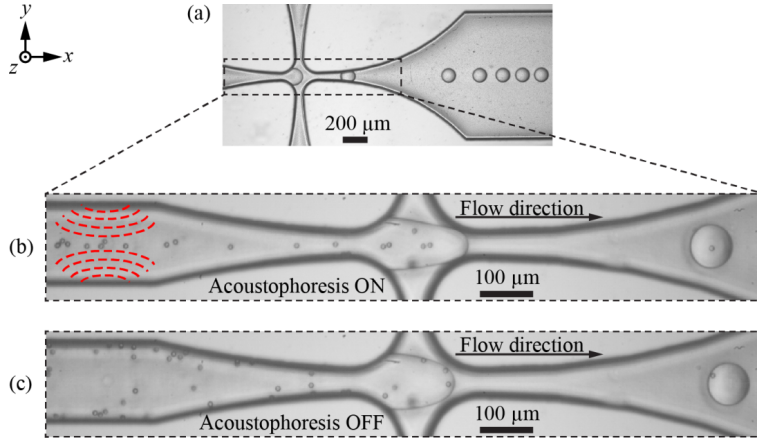 (a)
y
z
x
200 µm
(b)
Flow direction
Acoustophoresis ON
100 µm
(c)
Flow direction
Acoustophoresis OFF
100 µm